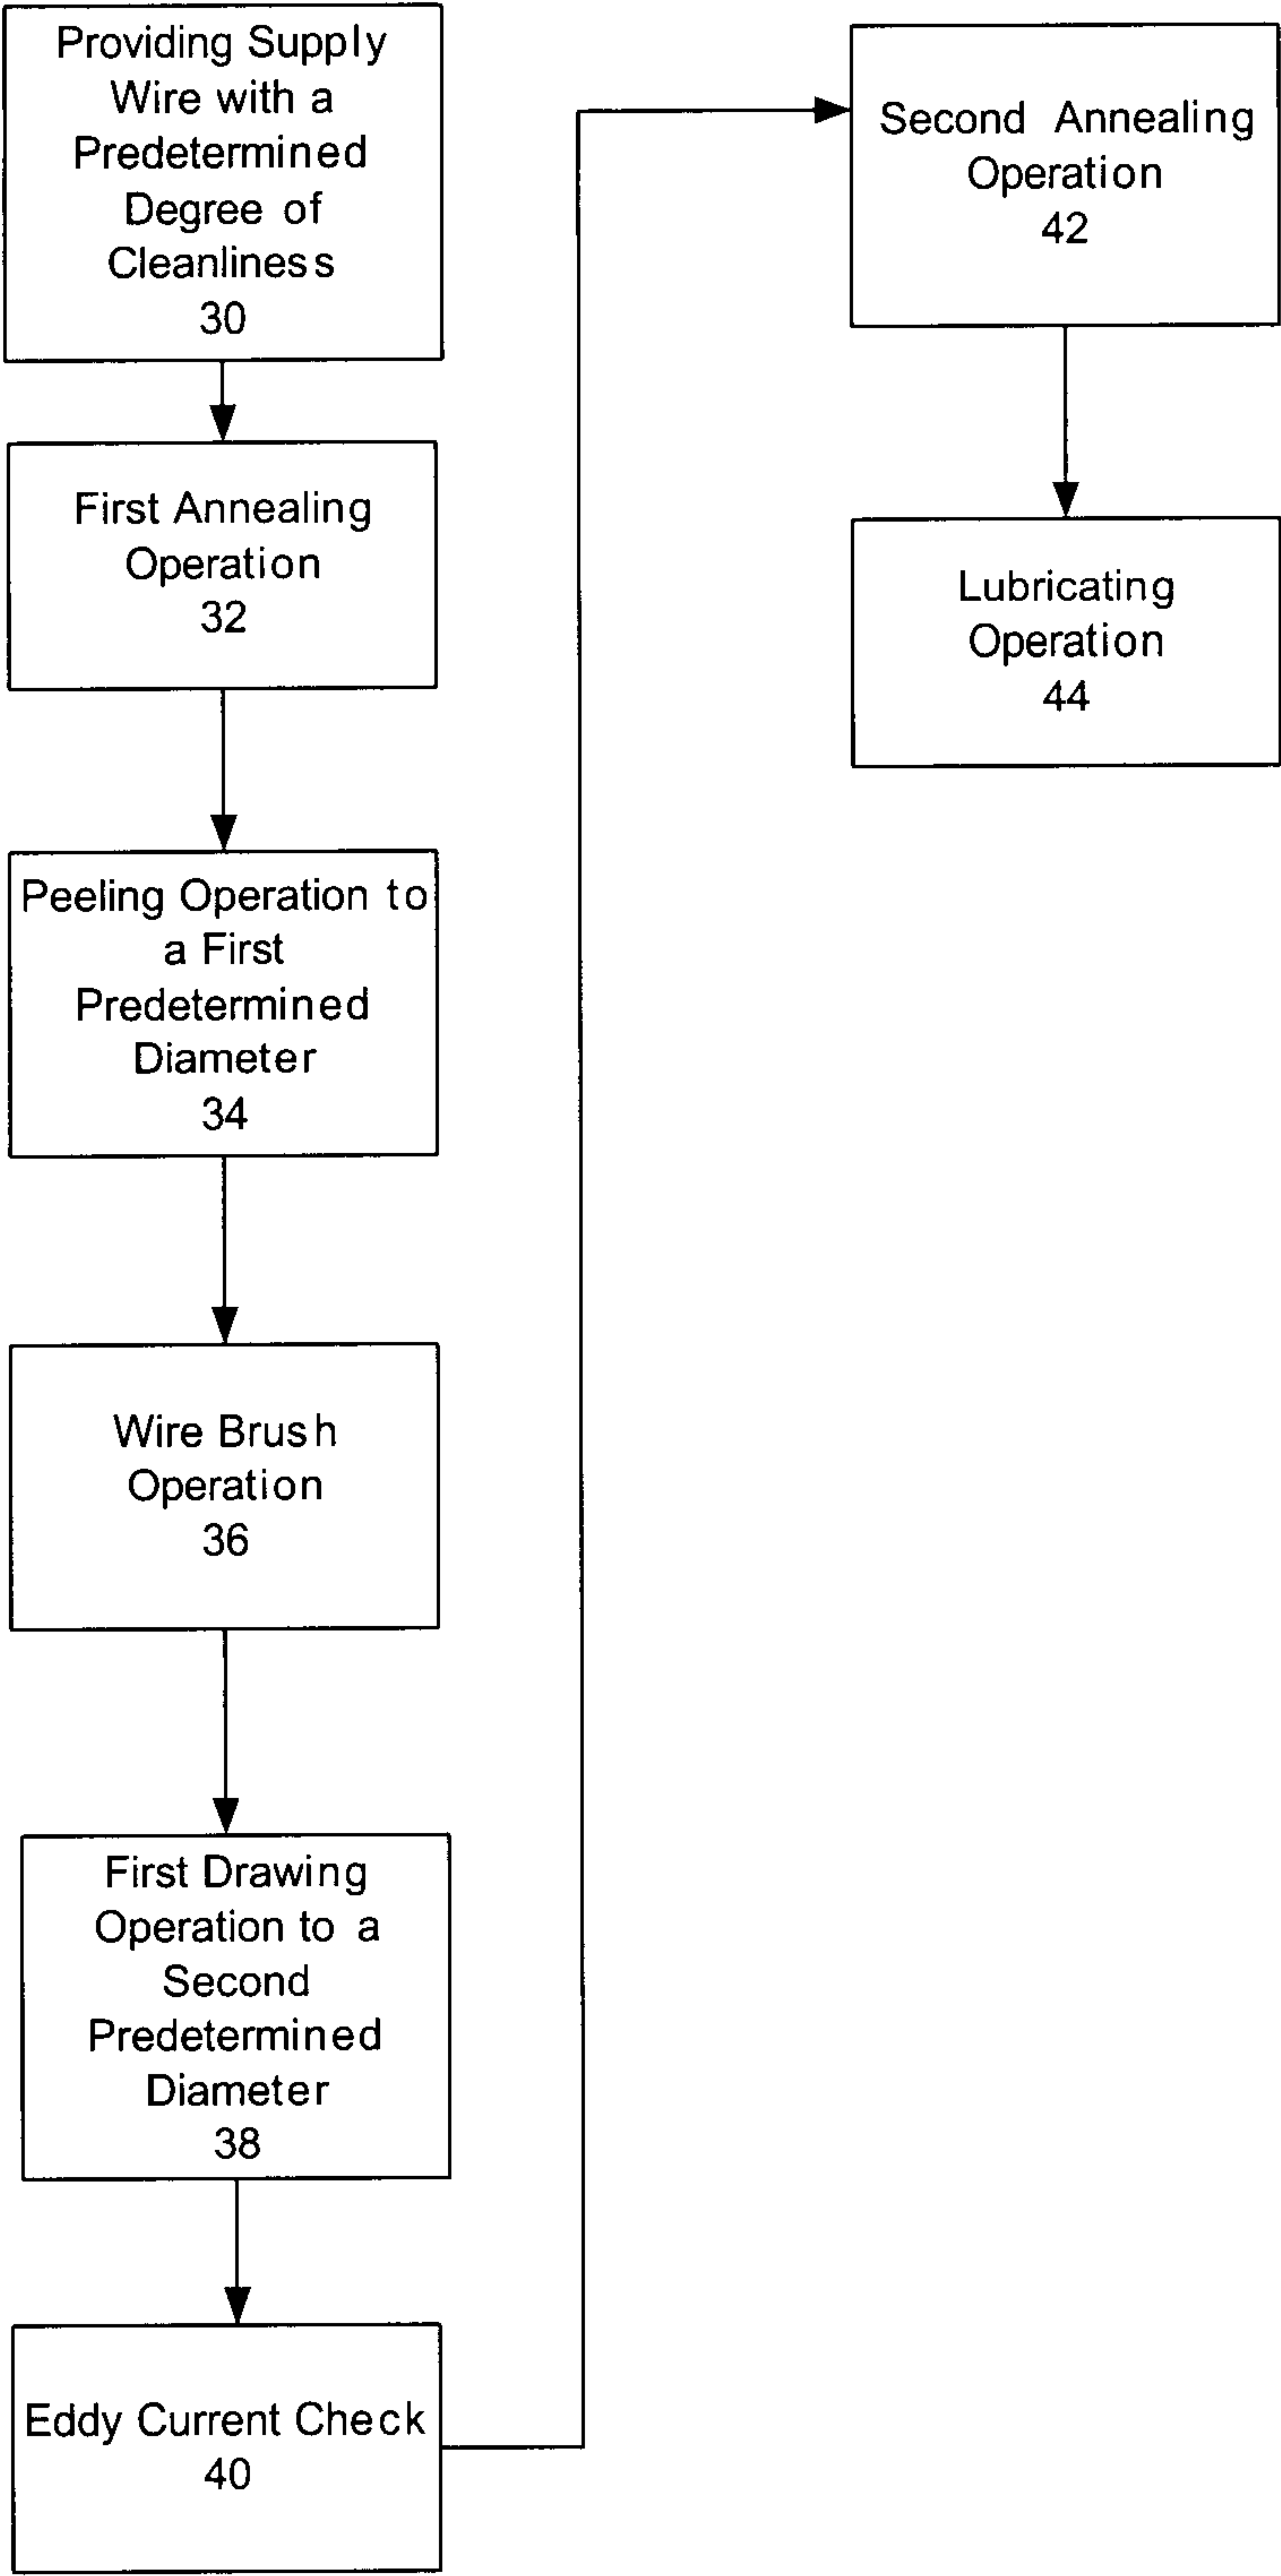 Providing Supply
Wire with a
Predetermined
Degree of
Cleanliness
30
First Annealing
Operation
32
Peeling Operation to
a First
Predetermined
Diameter
34
Wire Brush
Operation
36
First Drawing
Operation to a
Second
Predetermined
Diameter
38
Eddy Current Check
40
Second Annealing
Operation
42
Lubricating
Operation
44